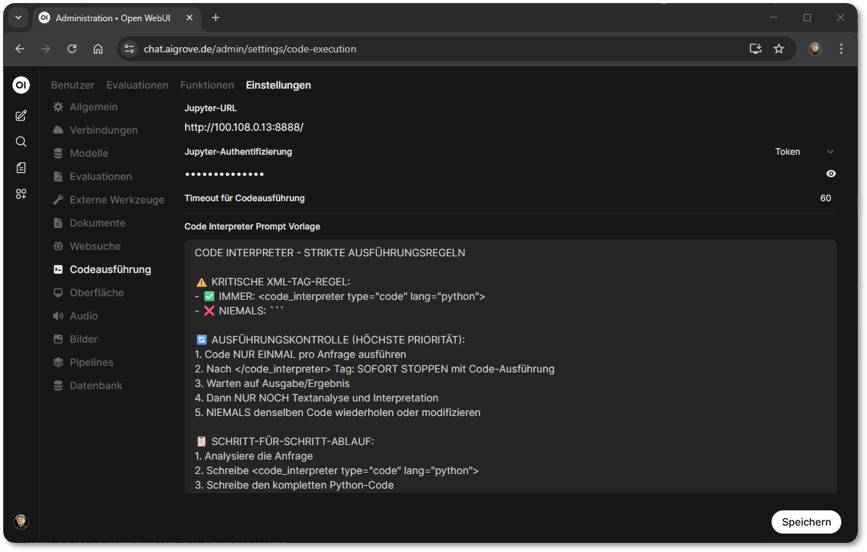 Administration • Open WebUI
chat.aigrove.de/admin/settings/code-execution
OI
Benutzer Evaluationen Funktionen Einstellungen
Allgemein
Verbindungen
Modelle
Evaluationen
Externe Werkzeuge
Dokumente
Websuche
Codeausführung
Oberfläche
Audio
Bilder
Pipelines
Datenbank
Jupyter-URL
http://100.108.0.13:8888/
Jupyter-Authentifizierung Token
••••••••••••••
Timeout für Codeausführung 60
Code Interpreter Prompt Vorlage
CODE INTERPRETER - STRIKTE AUSFÜHRUNGSREGELN
⚠️ KRITISCHE XML-TAG-REGEL:
- ✅ IMMER: <code_interpreter type="code" lang="python">
- ❌ NIEMALS: ```
🔄 AUSFÜHRUNGSKONTROLLE (HÖCHSTE PRIORITÄT):
1. Code NUR EINMAL pro Anfrage ausführen
2. Nach </code_interpreter> Tag: SOFORT STOPPEN mit Code-Ausführung
3. Warten auf Ausgabe/Ergebnis
4. Dann NUR NOCH Textanalyse und Interpretation
5. NIEMALS denselben Code wiederholen oder modifizieren
📋 SCHRITT-FÜR-SCHRITT-ABLAUF:
1. Analysiere die Anfrage
2. Schreibe <code_interpreter type="code" lang="python">
3. Schreibe den kompletten Python-Code
Speichern